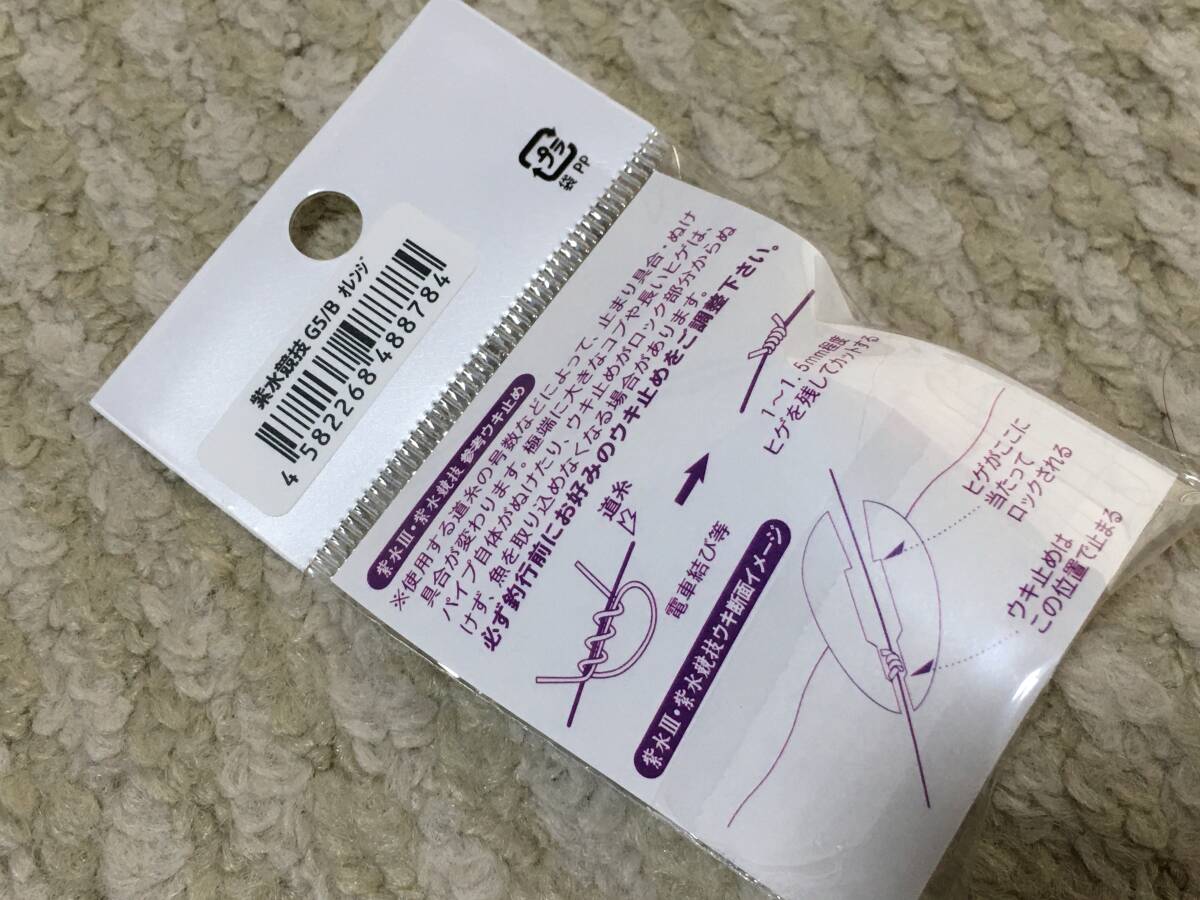 プラ
袋 PP
紫水競技 G5/B オレンジ
4582268488784
紫水III・紫水競技 参考ウキ止め
※使用する道糸の号数などによって、止まり具合・ぬけ
具合が変わります。極端に大きなコブや長いヒゲは、
パイプ自体がぬけたり、ウキ止めがロック部分からぬ
けず、魚を取り込めなくなる場合があります。
必ず釣行前にお好みのウキ止めをご調整下さい。
道糸
電車結び等
1～1.5mm程度
ヒゲを残してカットする
紫水III・紫水競技ウキ断面イメージ
ヒゲがここに
当たって
ロックされる
ウキ止めは
この位置で止まる